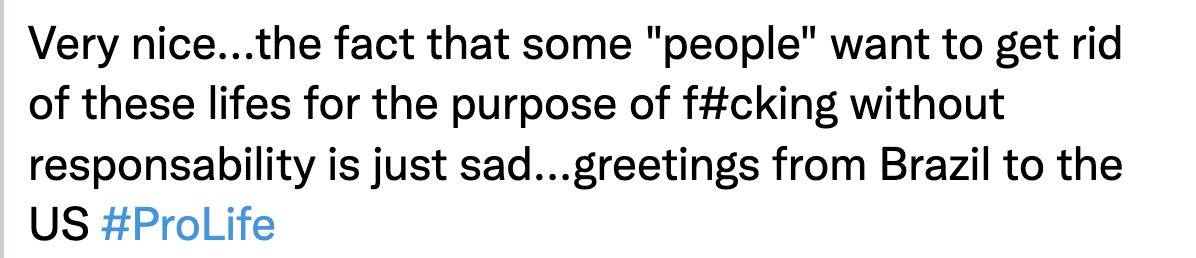 Very nice...the fact that some "people" want to get rid
of these lifes for the purpose of f#cking without
responsability is just sad...greetings from Brazil to the
US #ProLife